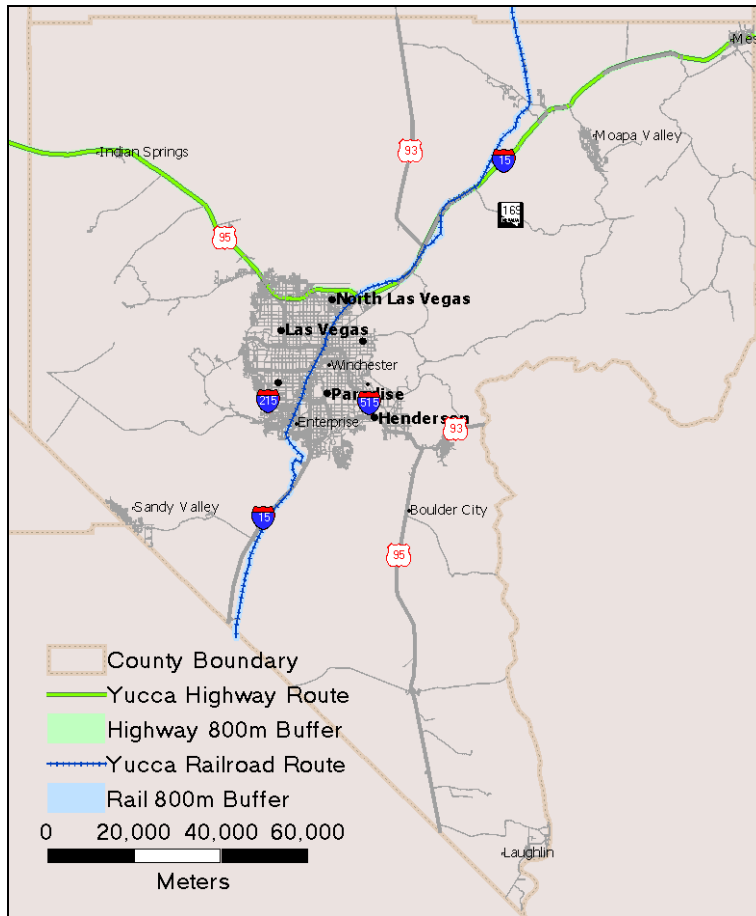 Mes
Moapa Valley
93
Indian Springs
15
169
95
North Las Vegas
Las Vegas
Winchester
Paradise
215
515
Henderson
Enterprise
93
Sandy Valley
15
Boulder City
95
County Boundary
Yucca Highway Route
Highway 800m Buffer
Yucca Railroad Route
Rail 800m Buffer
0 20,000 40,000 60,000
Meters
Laughlin